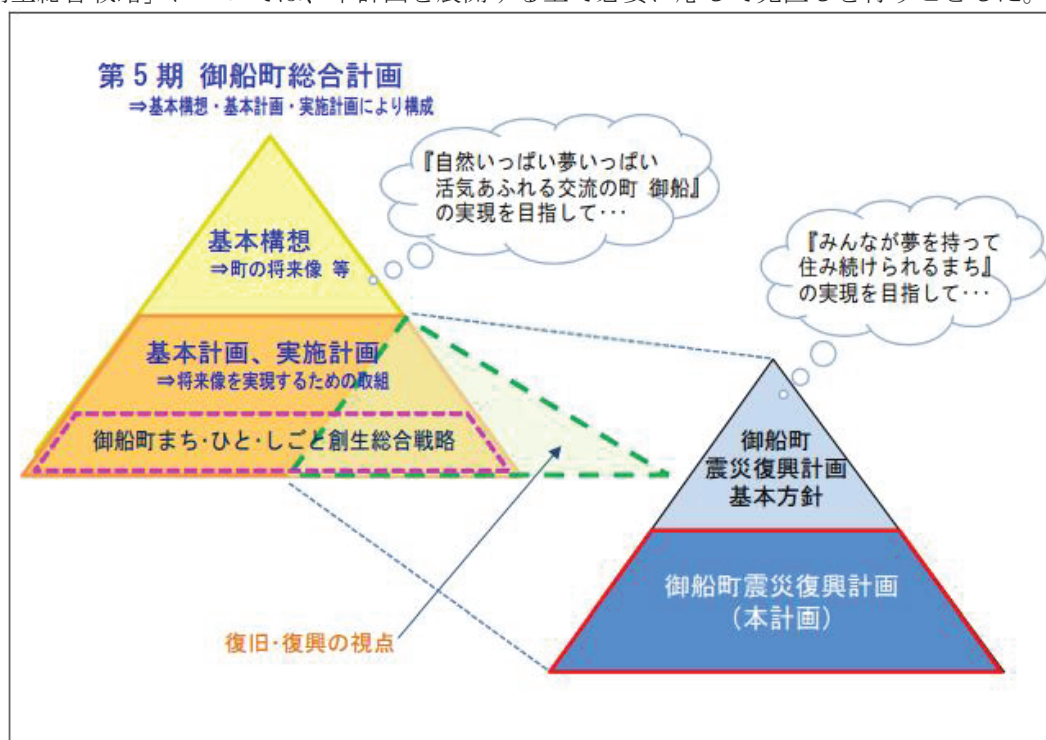 第５期 御船町総合計画
⇒基本構想・基本計画・実施計画により構成
『自然いっぱい夢いっぱい
活気あふれる交流の町 御船』
の実現を目指して･･･
基本構想
⇒町の将来像 等
『みんなが夢を持って
住み続けられるまち』
の実現を目指して･･･
基本計画、実施計画
⇒将来像を実現するための取組
御船町まち･ひと･しごと創生総合戦略
御船町
震災復興計画
基本方針
御船町震災復興計画
（本計画）
復旧･復興の視点